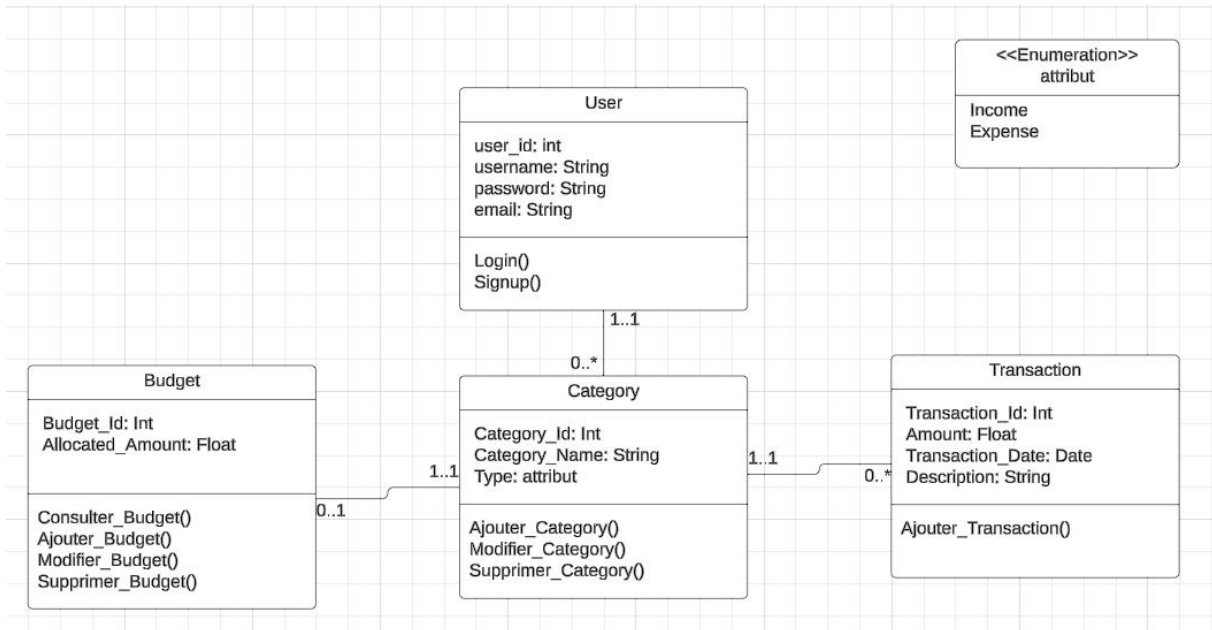 <<Enumeration>>
attribut
Income
Expense
User
user_id: int
username: String
password: String
email: String
Login()
Signup()
1..1
0..*
Budget
Budget_Id: Int
Allocated_Amount: Float
Consulter_Budget()
Ajouter_Budget()
Modifier_Budget()
Supprimer_Budget()
0..1
1..1
Category
Category_Id: Int
Category_Name: String
Type: attribut
Ajouter_Category()
Modifier_Category()
Supprimer_Category()
1..1
0..*
Transaction
Transaction_Id: Int
Amount: Float
Transaction_Date: Date
Description: String
Ajouter_Transaction()